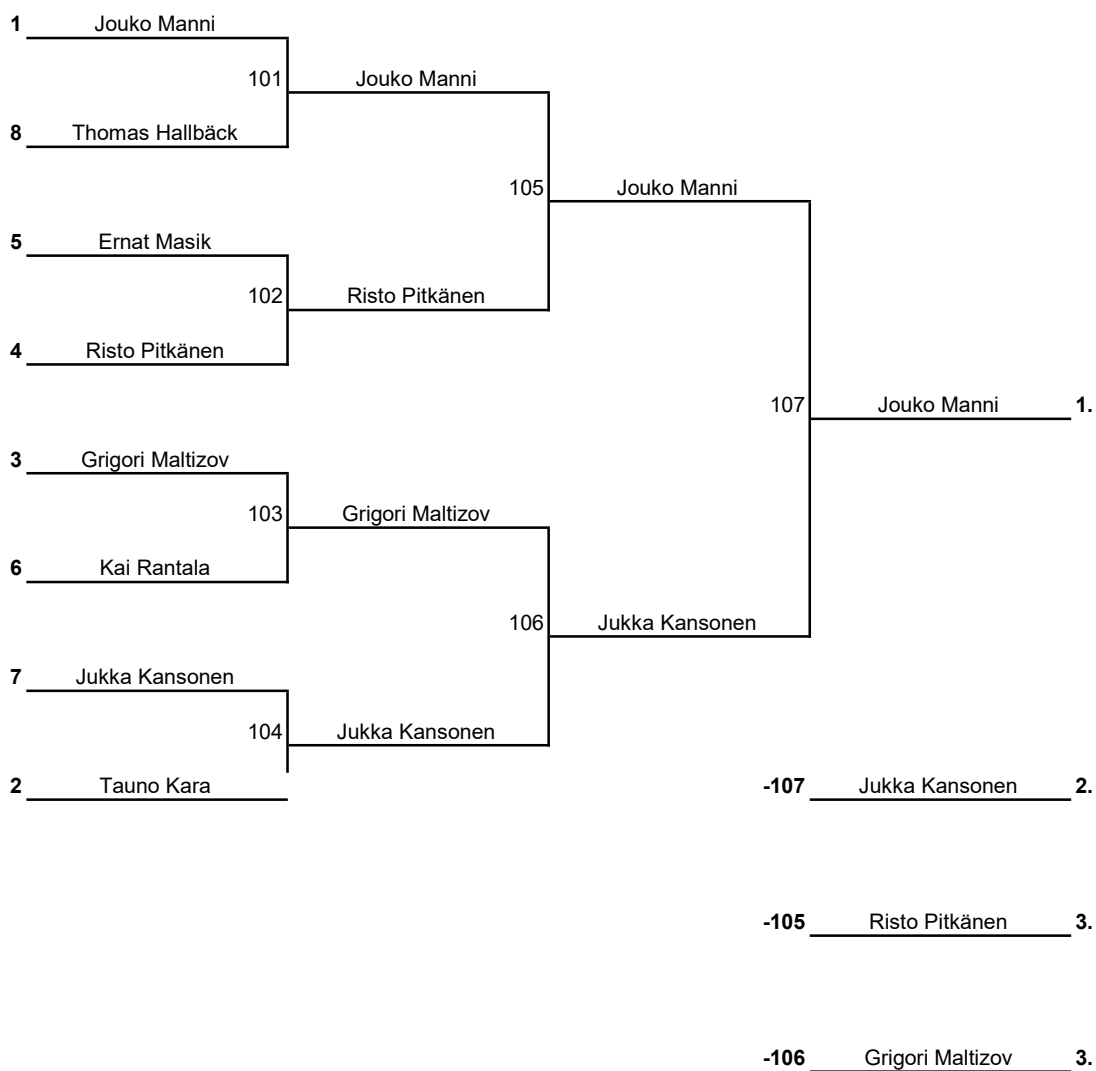 1 Jouko Manni
101 Jouko Manni
8 Thomas Hallbäck
105 Jouko Manni
5 Ernat Masik
102 Risto Pitkänen
4 Risto Pitkänen
107 Jouko Manni 1.
3 Grigori Maltizov
103 Grigori Maltizov
6 Kai Rantala
106 Jukka Kansonen
7 Jukka Kansonen
104 Jukka Kansonen
2 Tauno Kara
-107 Jukka Kansonen 2.
-105 Risto Pitkänen 3.
-106 Grigori Maltizov 3.